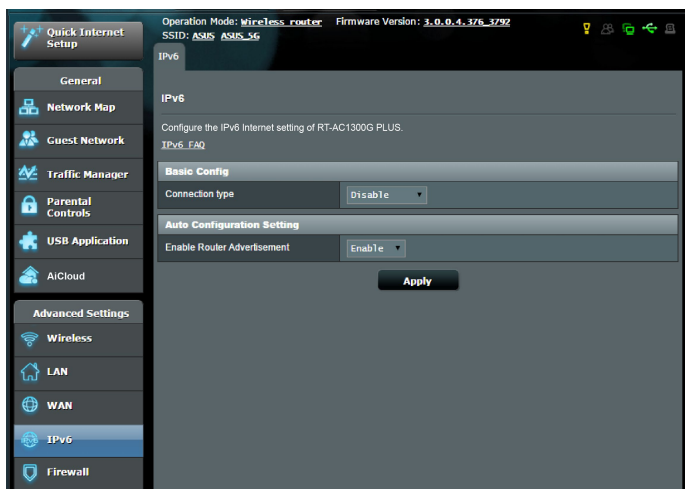 Quick Internet
Setup
Operation Mode: Wireless router Firmware Version: 3.0.0.4.376_3792
SSID: ASUS ASUS_5G
IPv6
General
Network Map
Guest Network
Traffic Manager
Parental
Controls
USB Application
AiCloud
Advanced Settings
Wireless
LAN
WAN
IPv6
Firewall
IPv6
Configure the IPv6 Internet setting of RT-AC1300G PLUS.
IPv6 FAQ
Basic Config
Connection type Disable
Auto Configuration Setting
Enable Router Advertisement Enable
Apply